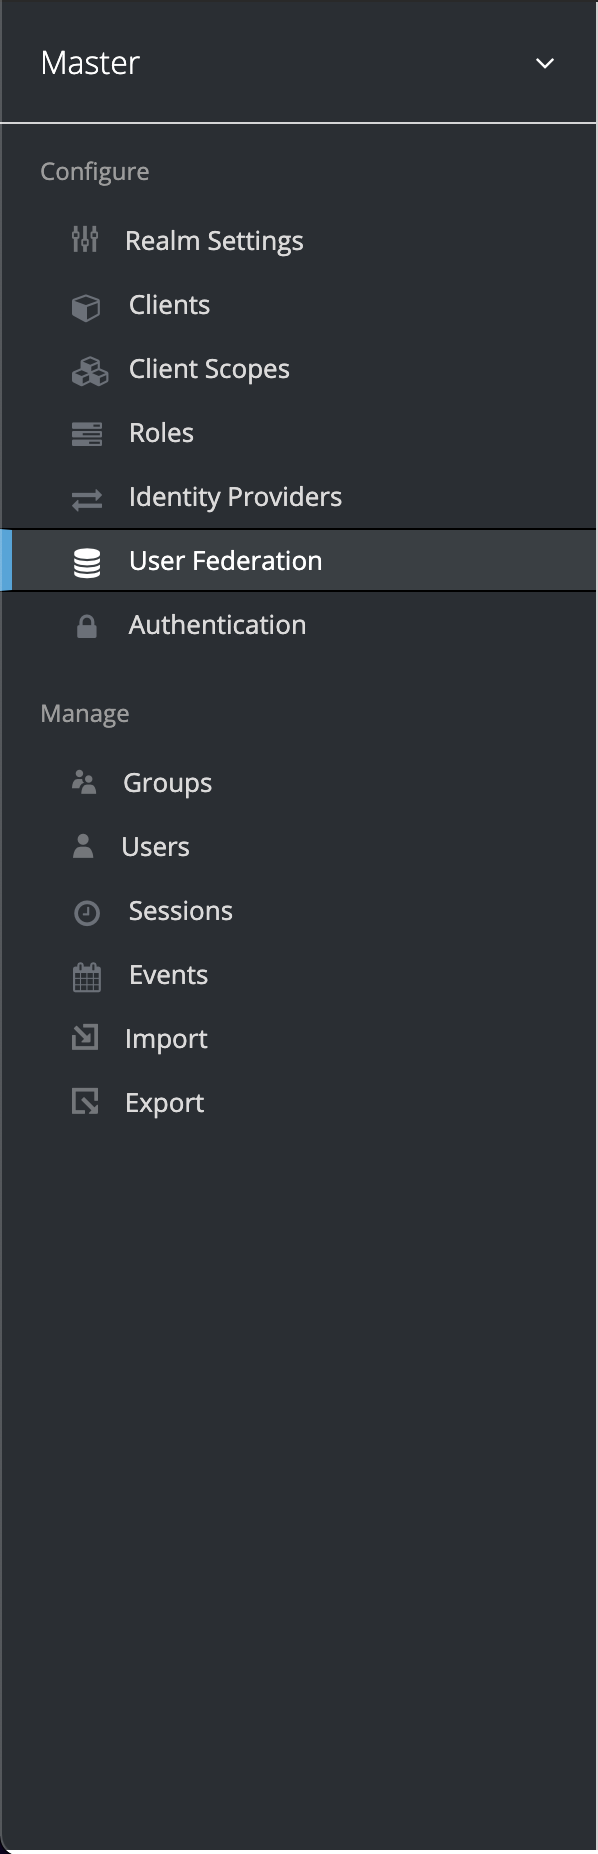 Master
Configure
Realm Settings
Clients
Client Scopes
Roles
Identity Providers
User Federation
Authentication
Manage
Groups
Users
Sessions
Events
Import
Export